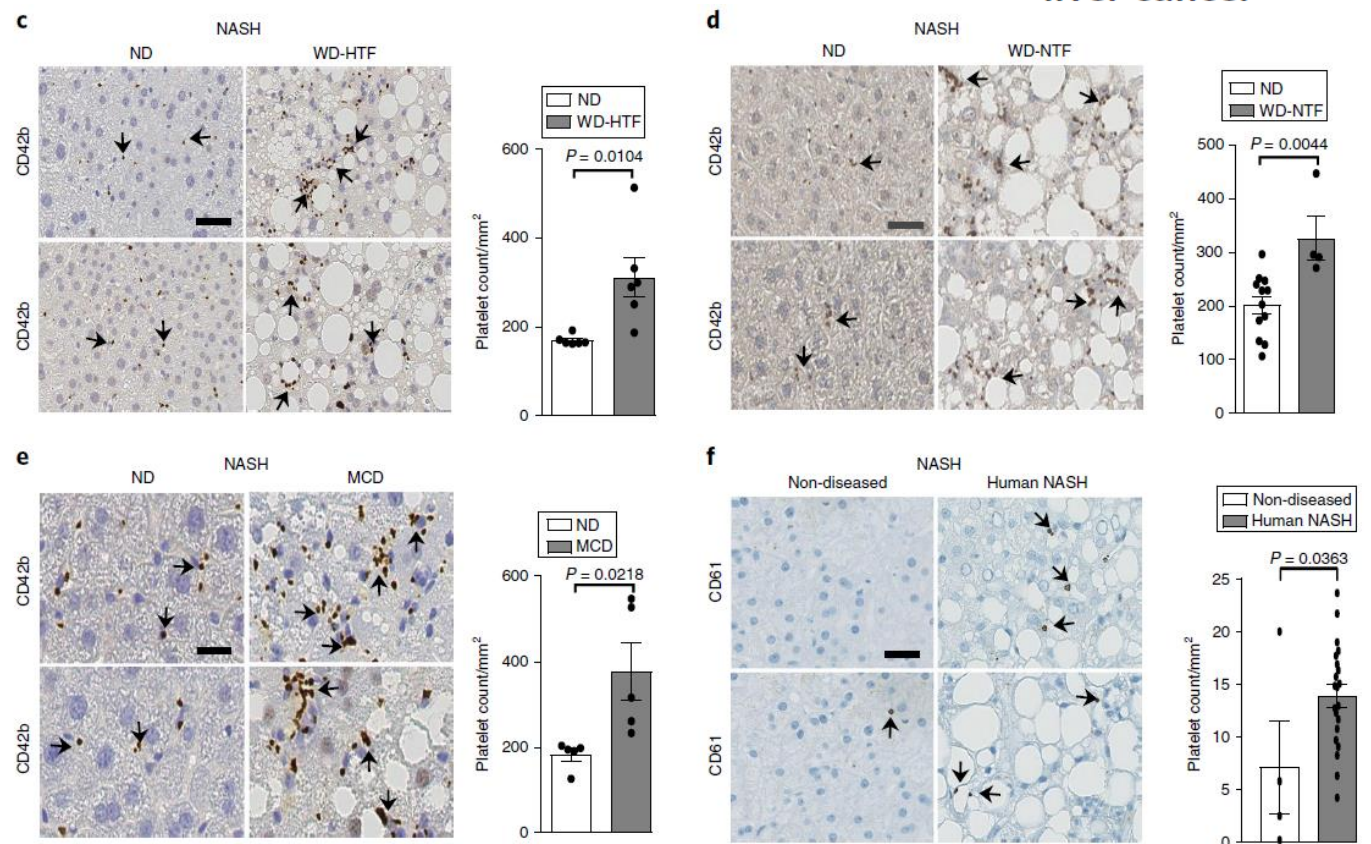 liver cancer
c
NASH
ND WD-HTF
CD42b
CD42b
ND
WD-HTF
P = 0.0104
Platelet count/mm²
600
400
200
0
d
NASH
ND WD-NTF
CD42b
CD42b
ND
WD-NTF
P = 0.0044
Platelet count/mm²
500
400
300
200
100
0
e
NASH
ND MCD
CD42b
CD42b
ND
MCD
P = 0.0218
Platelet count/mm²
600
400
200
0
f
NASH
Non-diseased Human NASH
CD61
CD61
Non-diseased
Human NASH
P = 0.0363
Platelet count/mm²
25
20
15
10
5
0